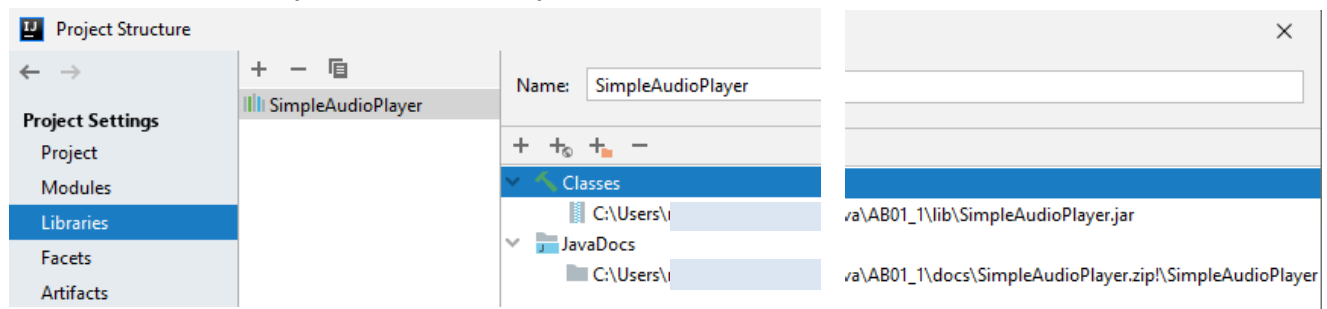 Project Structure
Name: SimpleAudioPlayer
SimpleAudioPlayer
Project Settings
Project
Modules
Libraries
Facets
Artifacts
Classes
C:\Users\ va\AB01_1\lib\SimpleAudioPlayer.jar
JavaDocs
C:\Users\ va\AB01_1\docs\SimpleAudioPlayer.zip!\SimpleAudioPlayer